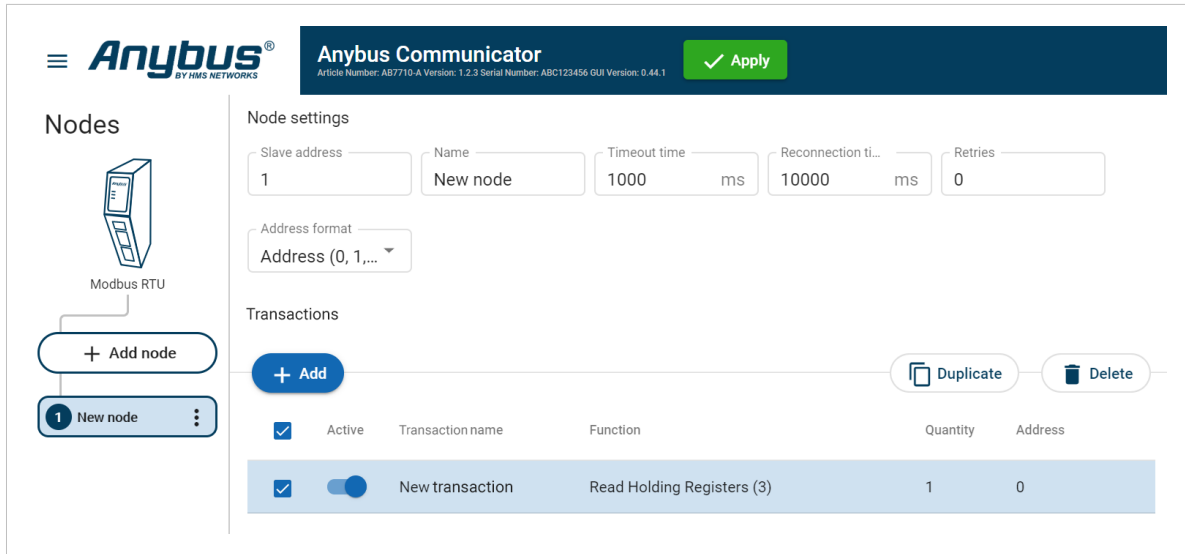 Anybus®
BY HMS NETWORKS
Anybus Communicator
Article Number: AB7710-A Version: 1.2.3 Serial Number: ABC123456 GUI Version: 0.44.1
Apply
Nodes
Modbus RTU
+ Add node
1 New node
Node settings
Slave address Name Timeout time Reconnection ti... Retries
1 New node 1000 ms 10000 ms 0
Address format
Address (0, 1,...
Transactions
+ Add Duplicate Delete
Active Transaction name Function Quantity Address
New transaction Read Holding Registers (3) 1 0